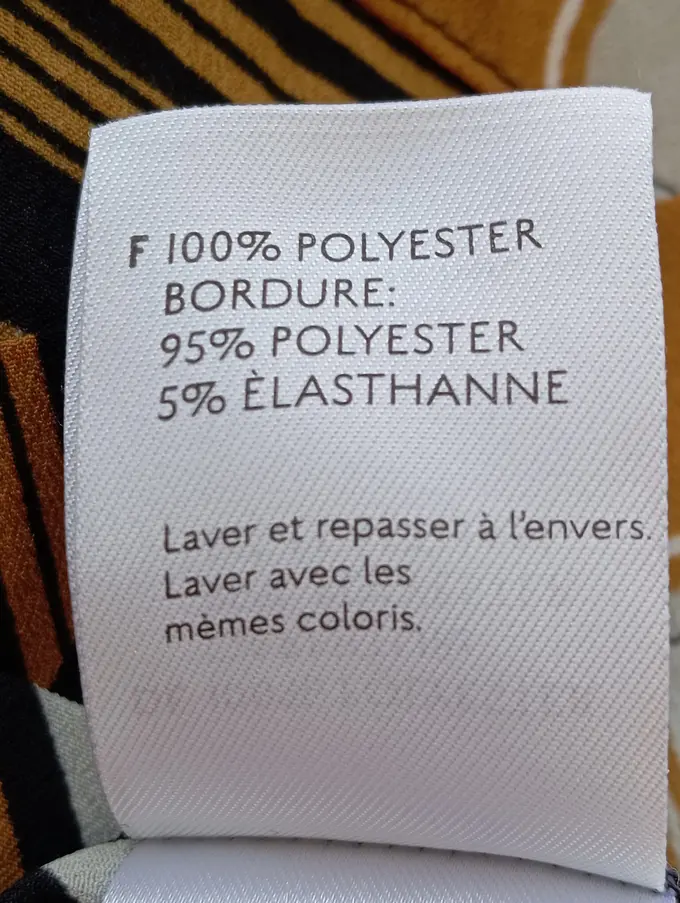 F 100% POLYESTER
BORDURE:
95% POLYESTER
5% ÈLASTHANNE
Laver et repasser à l'envers.
Laver avec les
mèmes coloris.